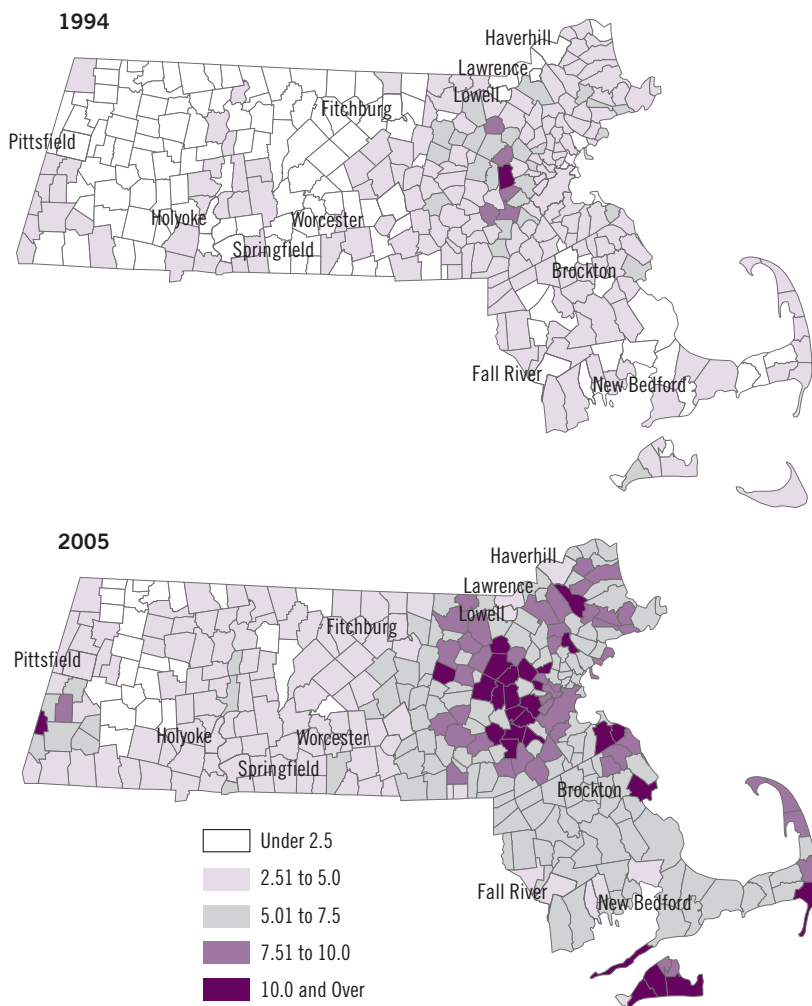 1994
Haverhill
Lawrence
Lowell
Fitchburg
Pittsfield
Holyoke
Worcester
Springfield
Brockton
Fall River
New Bedford
2005
Haverhill
Lawrence
Lowell
Fitchburg
Pittsfield
Holyoke
Worcester
Springfield
Brockton
Fall River
New Bedford
Under 2.5
2.51 to 5.0
5.01 to 7.5
7.51 to 10.0
10.0 and Over